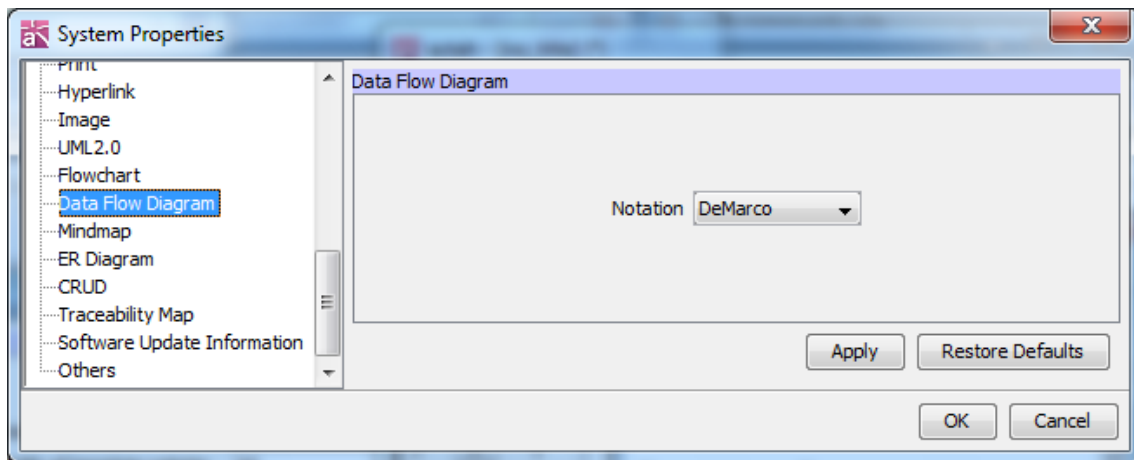 System Properties
Print
Hyperlink
Image
UML2.0
Flowchart
Data Flow Diagram
Mindmap
ER Diagram
CRUD
Traceability Map
Software Update Information
Others
Data Flow Diagram
Notation DeMarco
Apply Restore Defaults
OK Cancel